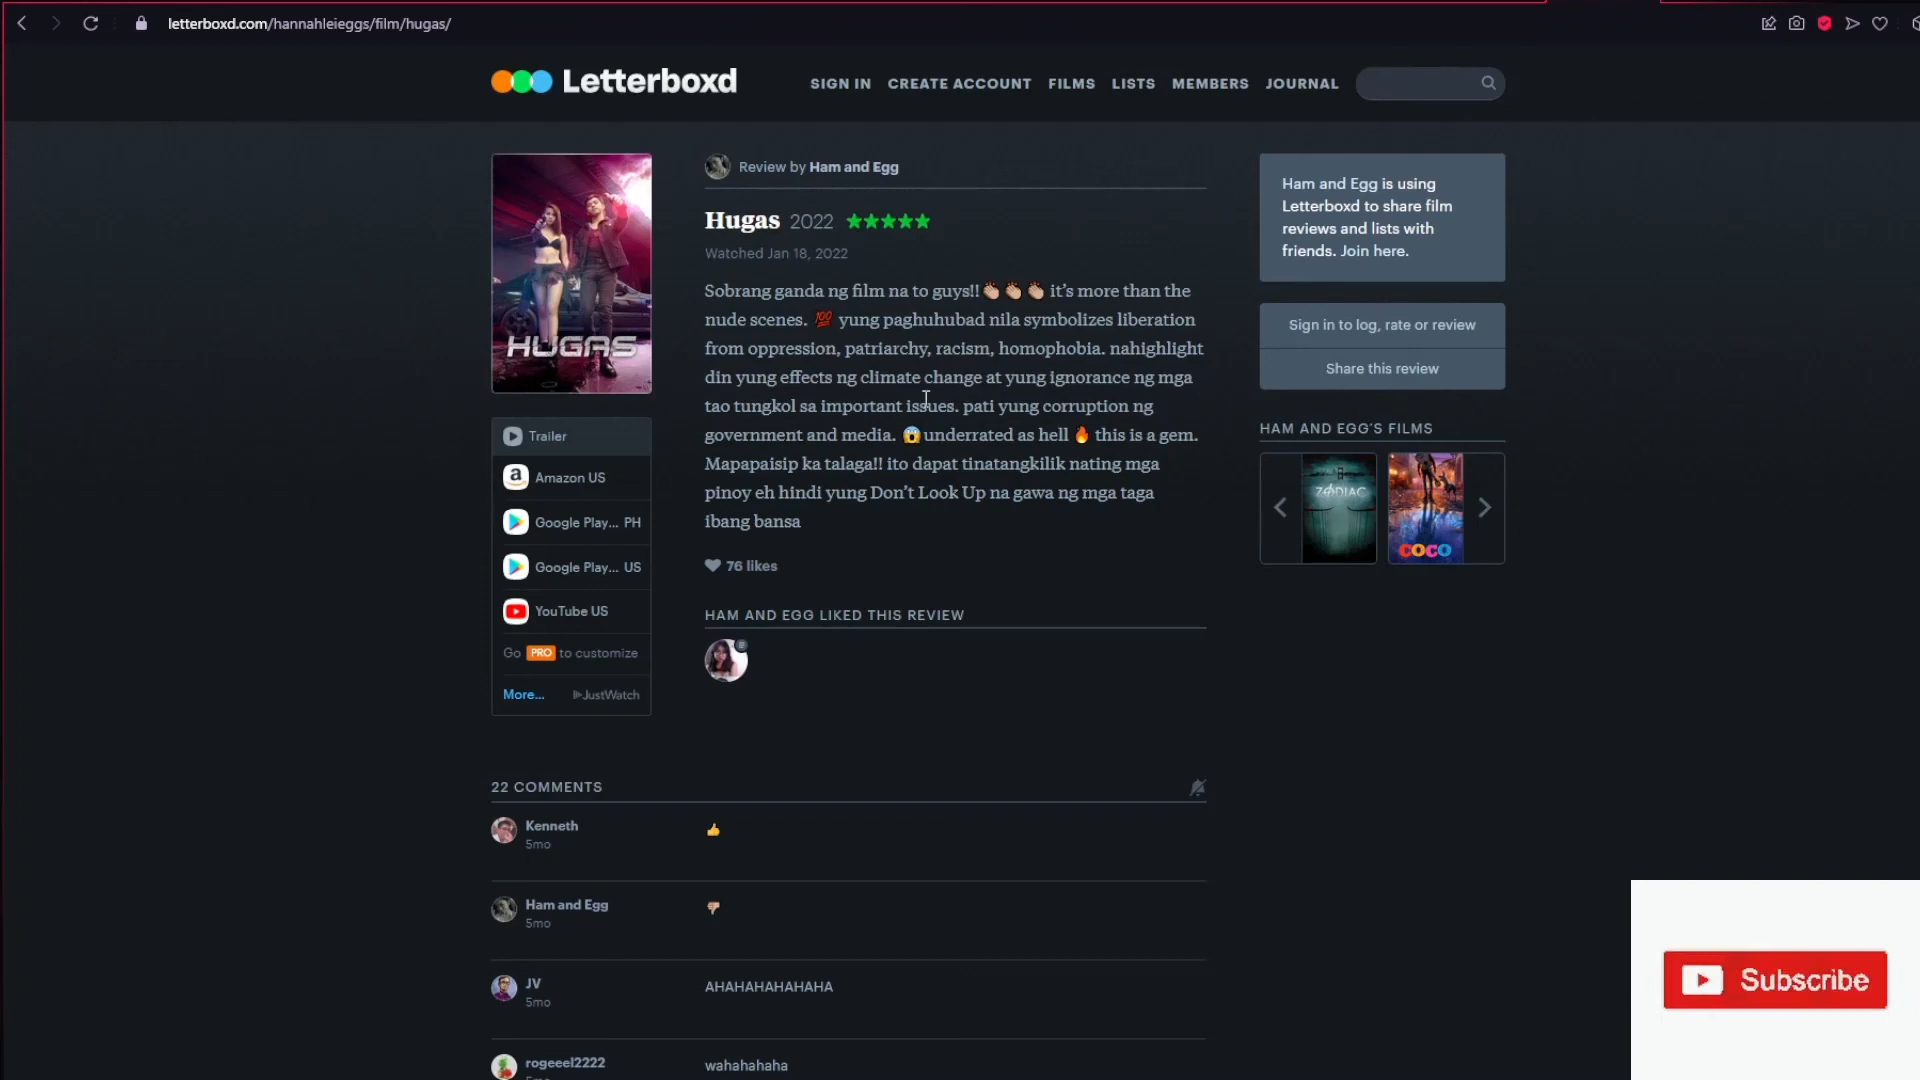 letterboxd.com/hannahleieggs/film/hugas/
Letterboxd
SIGN IN
CREATE ACCOUNT
FILMS
LISTS
MEMBERS
JOURNAL
HUGAS
Trailer
Amazon US
Google Play... PH
Google Play... US
YouTube US
Go PRO to customize
More...
JustWatch
Review by Ham and Egg
Hugas 2022 ★★★★★
Watched Jan 18, 2022
Sobrang ganda ng film na to guys!!👏🏼👏🏼👏🏼 it's more than the
nude scenes. 💯 yung paghuhubad nila symbolizes liberation
from oppression, patriarchy, racism, homophobia. nahighlight
din yung effects ng climate change at yung ignorance ng mga
tao tungkol sa important issues. pati yung corruption ng
government and media. 😱underrated as hell 🔥 this is a gem.
Mapapaisip ka talaga!! ito dapat tinatangkilik nating mga
pinoy eh hindi yung Don't Look Up na gawa ng mga taga
ibang bansa
76 likes
HAM AND EGG LIKED THIS REVIEW
Ham and Egg is using
Letterboxd to share film
reviews and lists with
friends. Join here.
Sign in to log, rate or review
Share this review
HAM AND EGG'S FILMS
ZODIAC
COCO
22 COMMENTS
Kenneth
5mo
👍
Ham and Egg
5mo
👎🏼
JV
5mo
AHAHAHAHAHAHA
rogeeel2222
5mo
wahahahaha
Subscribe